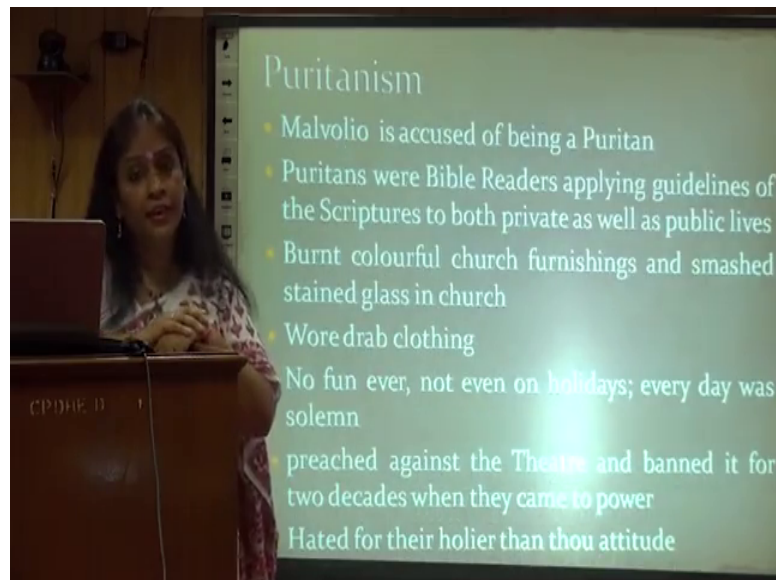 Puritanism
Malvolio is accused of being a Puritan
Puritans were Bible Readers applying guidelines of
the Scriptures to both private as well as public lives
Burnt colourful church furnishings and smashed
stained glass in church
Wore drab clothing
No fun ever, not even on holidays; every day was
solemn
preached against the Theatre and banned it for
two decades when they came to power
Hated for their holier than thou attitude
CPDHE D 1